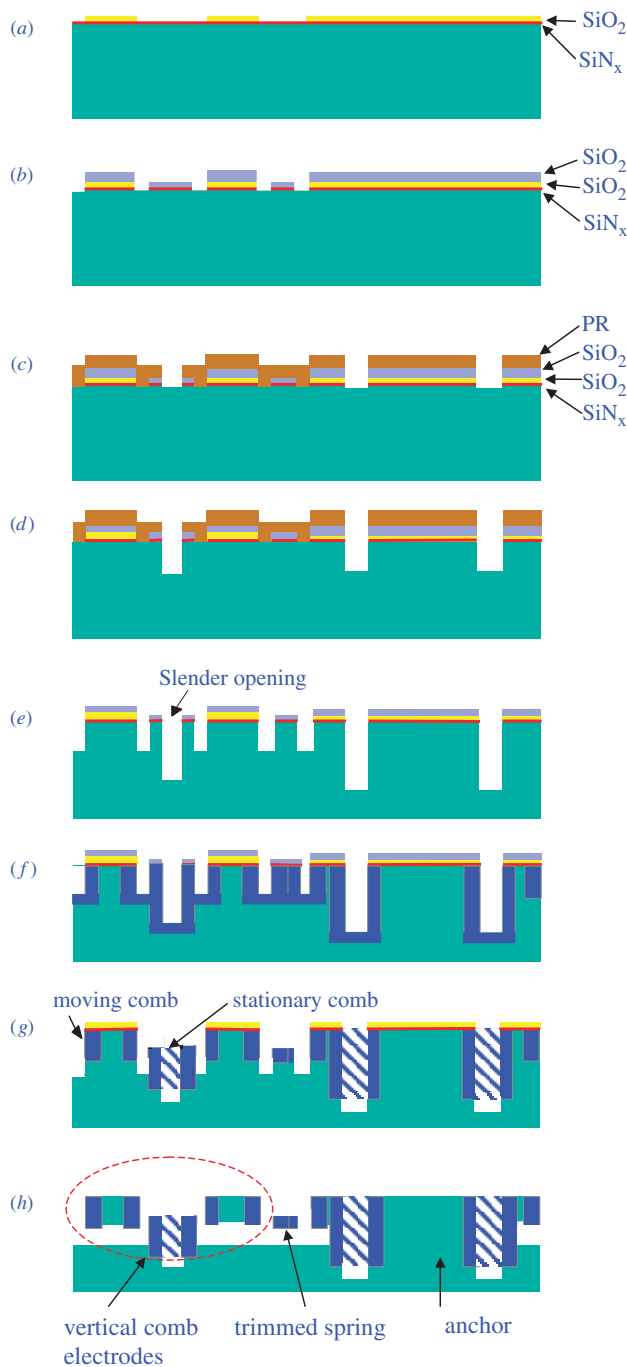 (a)
SiO2
SiNx
(b)
SiO2
SiO2
SiNx
(c)
PR
SiO2
SiO2
SiNx
(d)
(e)
Slender opening
(f)
(g)
moving comb
stationary comb
(h)
vertical comb
electrodes
trimmed spring
anchor